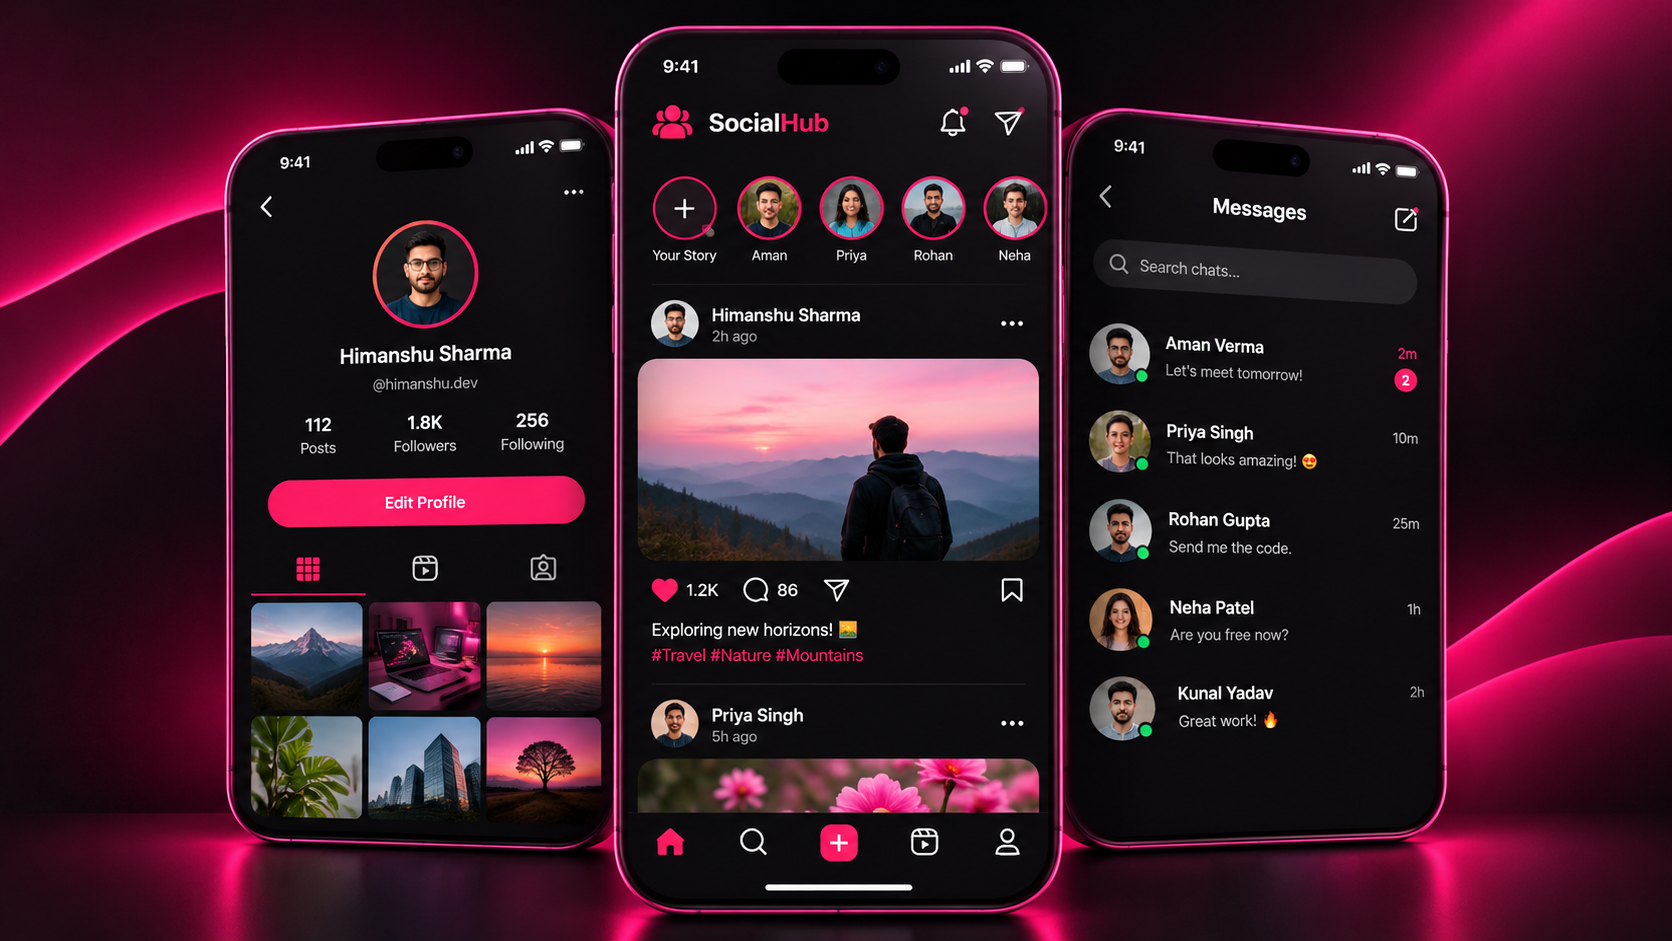 9:41
Himanshu Sharma
@himanshu.dev
112
Posts
1.8K
Followers
256
Following
Edit Profile
9:41
SocialHub
Your Story
Aman
Priya
Rohan
Neha
Himanshu Sharma
2h ago
1.2K
86
Exploring new horizons! 🌅
#Travel #Nature #Mountains
Priya Singh
5h ago
9:41
Messages
Search chats...
Aman Verma
2m
Let's meet tomorrow!
2
Priya Singh
10m
That looks amazing! 😍
Rohan Gupta
25m
Send me the code.
Neha Patel
1h
Are you free now?
Kunal Yadav
2h
Great work! 🔥